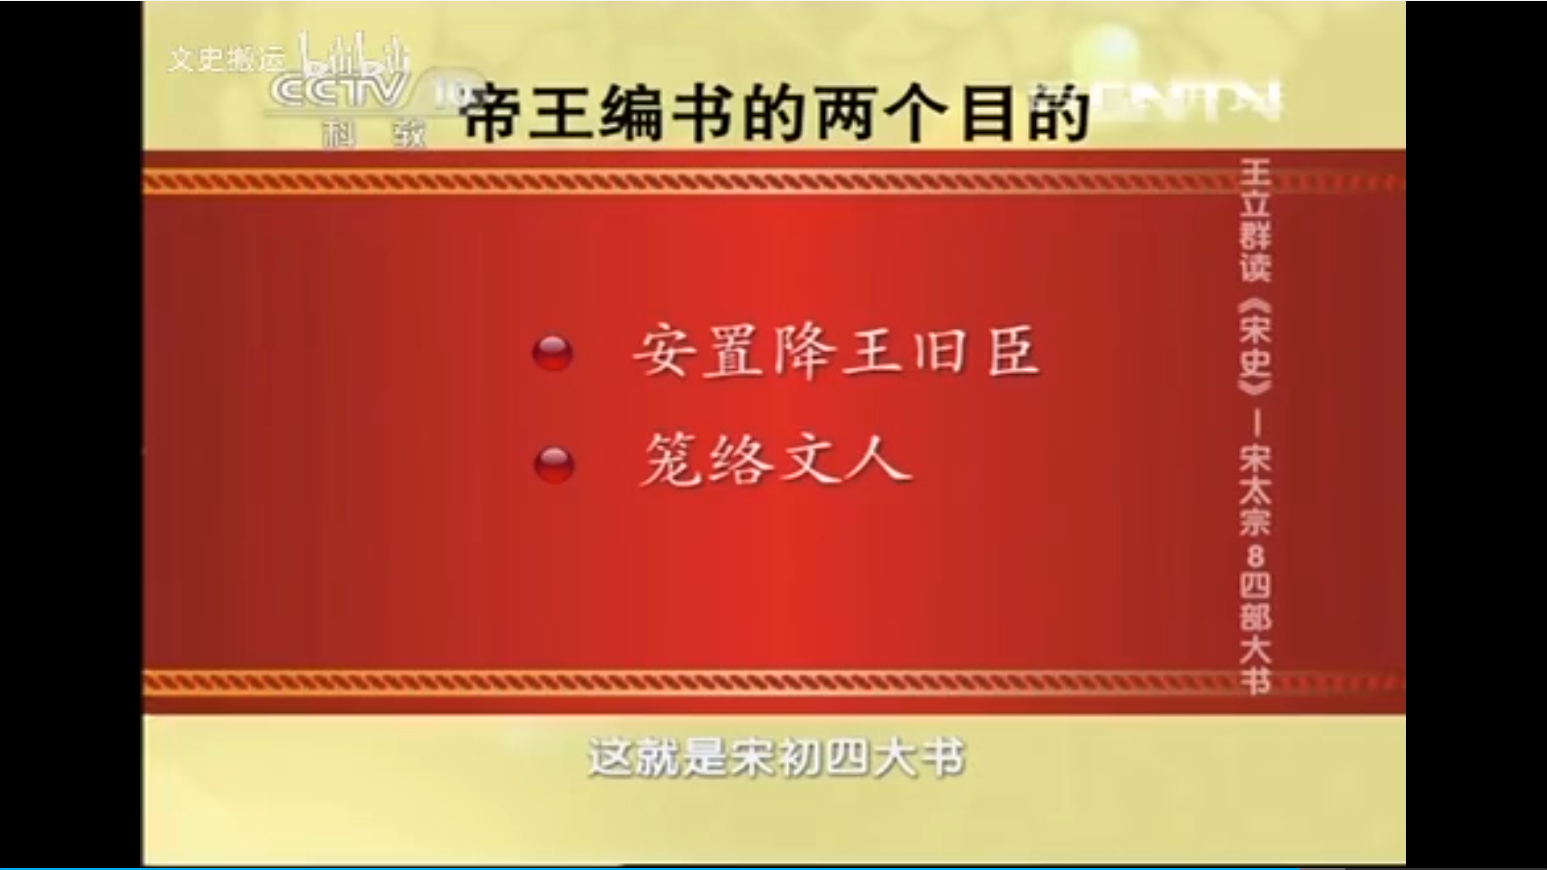 文史搬运 bilibili
CCTV 10
科教
帝王编书的两个目的
CNTV
安置降王旧臣
笼络文人
王立群读《宋史》—宋太宗8四部大书
这就是宋初四大书